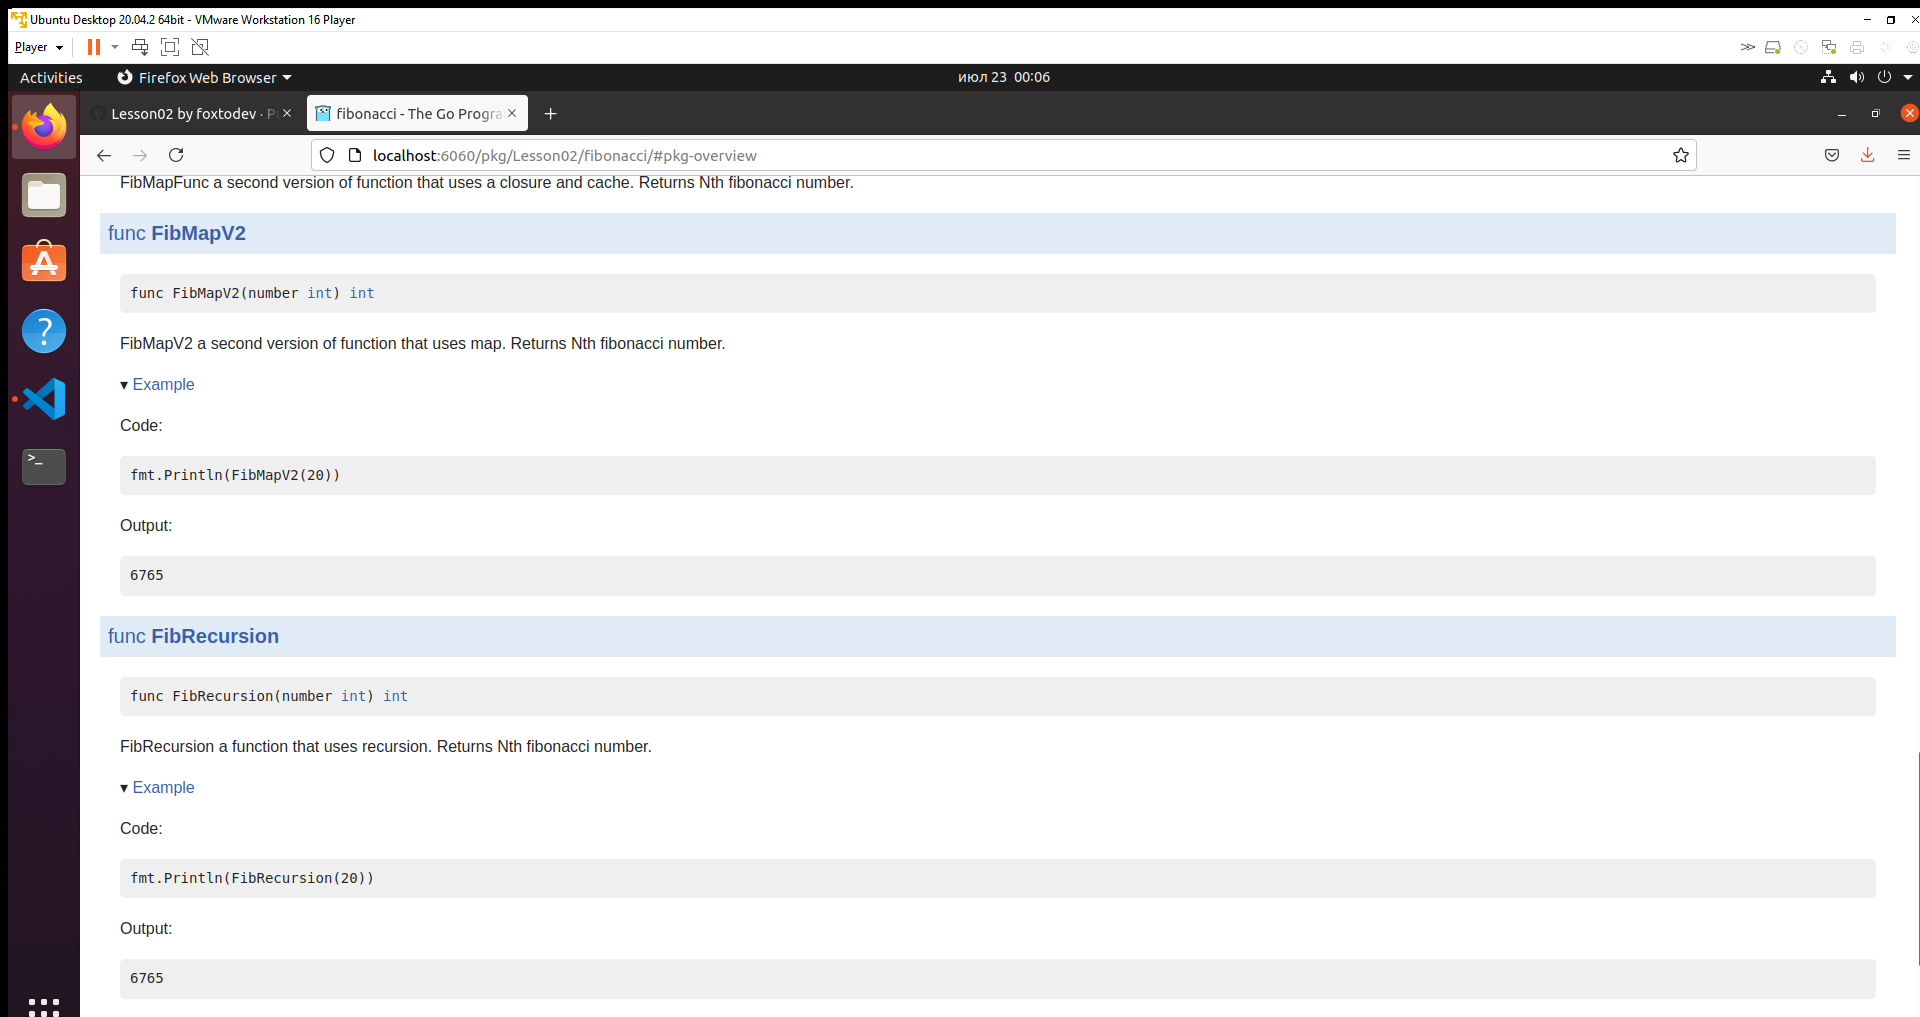 Ubuntu Desktop 20.04.2 64bit - VMware Workstation 16 Player
Player
Activities
Firefox Web Browser
июл 23 00:06
Lesson02 by foxtodev ·
fibonacci - The Go Progra
localhost:6060/pkg/Lesson02/fibonacci/#pkg-overview
FibMapFunc a second version of function that uses a closure and cache. Returns Nth fibonacci number.
func FibMapV2
func FibMapV2(number int) int
FibMapV2 a second version of function that uses map. Returns Nth fibonacci number.
▾ Example
Code:
fmt.Println(FibMapV2(20))
Output:
6765
func FibRecursion
func FibRecursion(number int) int
FibRecursion a function that uses recursion. Returns Nth fibonacci number.
▾ Example
Code:
fmt.Println(FibRecursion(20))
Output:
6765